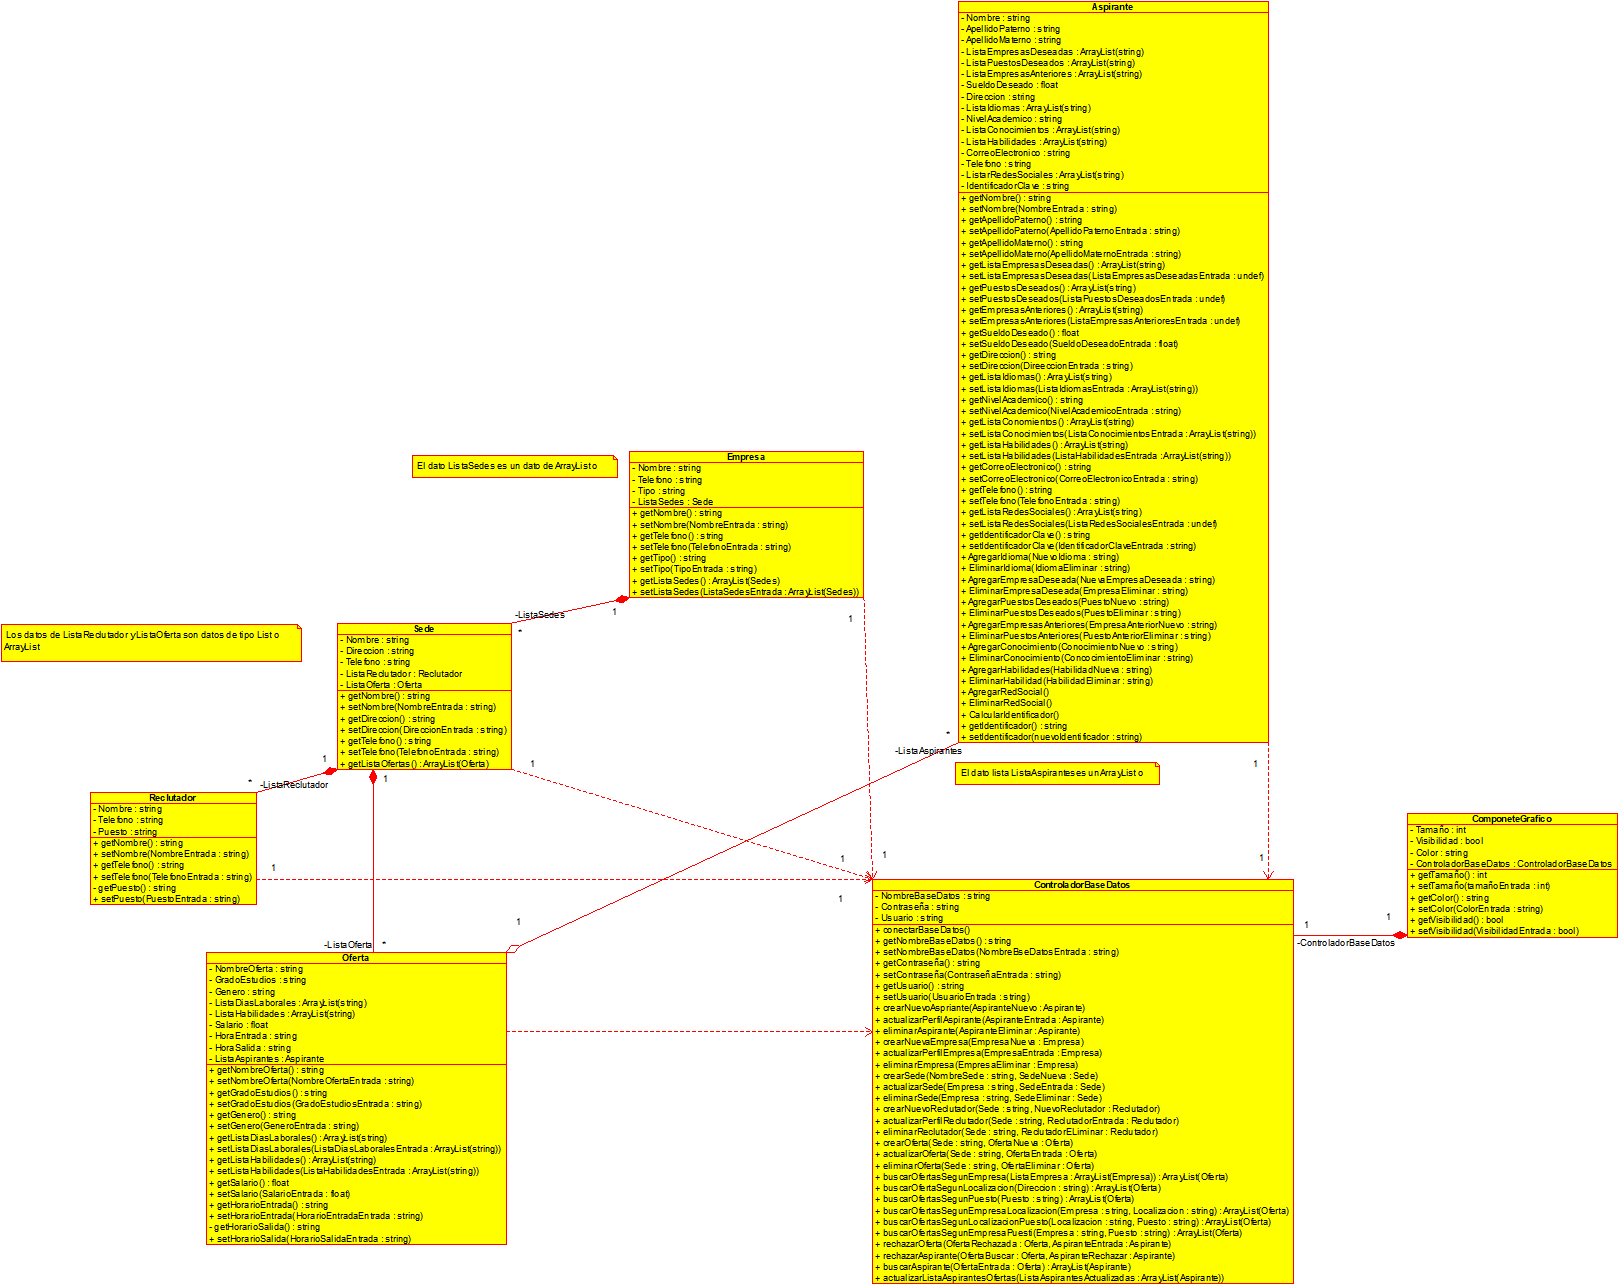 Aspirante
- Nombre : string
- ApellidoPaterno : string
- ApellidoMaterno : string
- ListaEmpresasDeseadas : ArrayList(string)
- ListaPuestosDeseados : ArrayList(string)
- ListaEmpresasAnteriores : ArrayList(string)
- SueldoDeseado : float
- Direccion : string
- ListaIdiomas : ArrayList(string)
- NivelAcademico : string
- ListaConocimientos : ArrayList(string)
- ListaHabilidades : ArrayList(string)
- CorreoElectronico : string
- Telefono : string
- ListarRedesSociales : ArrayList(string)
- IdentificadorClave : string
+ getNombre() : string
+ setNombre(NombreEntrada : string)
+ getApellidoPaterno() : string
+ setApellidoPaterno(ApellidoPaternoEntrada : string)
+ getApellidoMaterno() : string
+ setApellidoMaterno(ApellidoMaternoEntrada : string)
+ getListaEmpresasDeseadas() : ArrayList(string)
+ setListaEmpresasDeseadas(ListaEmpresasDeseadasEntrada : undef)
+ getPuestosDeseados() : ArrayList(string)
+ setPuestosDeseados(ListaPuestosDeseadosEntrada : undef)
+ getEmpresasAnteriores() : ArrayList(string)
+ setEmpresasAnteriores(ListaEmpresasAnterioresEntrada : undef)
+ getSueldoDeseado() : float
+ setSueldoDeseado(SueldoDeseadoEntrada : float)
+ getDireccion() : string
+ setDireccion(DireeccionEntrada : string)
+ getListaIdiomas() : ArrayList(string)
+ setListaIdiomas(ListaIdiomasEntrada : ArrayList(string))
+ getNivelAcademico() : string
+ setNivelAcademico(NivelAcademicoEntrada : string)
+ getListaConomientos() : ArrayList(string)
+ setListaConocimientos(ListaConocimientosEntrada : ArrayList(string))
+ getListaHabilidades() : ArrayList(string)
+ setListaHabilidades(ListaHabilidadesEntrada : ArrayList(string))
+ getCorreoElectronico() : string
+ setCorreoElectronico(CorreoElectronicoEntrada : string)
+ getTelefono() : string
+ setTelefono(TelefonoEntrada : string)
+ getListaRedesSociales() : ArrayList(string)
+ setListaRedesSociales(ListaRedesSocialesEntrada : undef)
+ getIdentificadorClave() : string
+ setIdentificadorClave(IdentificadorClaveEntrada : string)
+ AgregarIdioma(NuevoIdioma : string)
+ EliminarIdioma(IdiomaEliminar : string)
+ AgregarEmpresaDeseada(NuevaEmpresaDeseada : string)
+ EliminarEmpresaDeseada(EmpresaEliminar : string)
+ AgregarPuestosDeseados(PuestoNuevo : string)
+ EliminarPuestosDeseados(PuestoEliminar : string)
+ AgregarEmpresasAnteriores(EmpresaAnteriorNuevo : string)
+ EliminarPuestosAnteriores(PuestoAnteriorEliminar : string)
+ AgregarConocimiento(ConocimientoNuevo : string)
+ EliminarConocimiento(ConcocimientoEliminar : string)
+ AgregarHabilidades(HabilidadNueva : string)
+ EliminarHabilidad(HabilidadEliminar : string)
+ AgregarRedSocial()
+ EliminarRedSocial()
+ CalcularIdentificador()
+ getIdentificador() : string
+ setIdentificador(nuevoIdentificador : string)
El dato ListaSedes es un dato de ArrayList o
Empresa
- Nombre : string
- Telefono : string
- Tipo : string
- ListaSedes : Sede
+ getNombre() : string
+ setNombre(NombreEntrada : string)
+ getTelefono() : string
+ setTelefono(TelefonoEntrada : string)
+ getTipo() : string
+ setTipo(TipoEntrada : string)
+ getListaSedes() : ArrayList(Sedes)
+ setListaSedes(ListaSedesEntrada : ArrayList(Sedes))
-ListaSedes
1
*
1
Los datos de ListaReclutador y ListaOferta son datos de tipo List o
ArrayList
Sede
- Nombre : string
- Direccion : string
- Telefono : string
- ListaReclutador : Reclutador
- ListaOferta : Oferta
+ getNombre() : string
+ setNombre(NombreEntrada : string)
+ getDireccion() : string
+ setDireccion(DireccionEntrada : string)
+ getTelefono() : string
+ setTelefono(TelefonoEntrada : string)
+ getListaOfertas() : ArrayList(Oferta)
1
*
-ListaReclutador
1
1
*
-ListaAspirantes
El dato lista ListaAspirantes es un ArrayList o
1
Reclutador
- Nombre : string
- Telefono : string
- Puesto : string
+ getNombre() : string
+ setNombre(NombreEntrada : string)
+ getTelefono() : string
+ setTelefono(TelefonoEntrada : string)
- getPuesto() : string
+ setPuesto(PuestoEntrada : string)
1
1
1
1
1
1
ComponeteGrafico
- Tamaño : int
- Visibilidad : bool
- Color : string
- ControladorBaseDatos : ControladorBaseDatos
+ getTamaño() : int
+ setTamaño(tamañoEntrada : int)
+ getColor() : string
+ setColor(ColorEntrada : string)
+ getVisibilidad() : bool
+ setVisibilidad(VisibilidadEntrada : bool)
1
1
-ControladorBaseDatos
-ListaOferta
*
Oferta
- NombreOferta : string
- GradoEstudios : string
- Genero : string
- ListaDiasLaborales : ArrayList(string)
- ListaHabilidades : ArrayList(string)
- Salario : float
- HoraEntrada : string
- HoraSalida : string
- ListaAspirantes : Aspirante
+ getNombreOferta() : string
+ setNombreOferta(NombreOfertaEntrada : string)
+ getGradoEstudios() : string
+ setGradoEstudios(GradoEstudiosEntrada : string)
+ getGenero() : string
+ setGenero(GeneroEntrada : string)
+ getListaDiasLaborales() : ArrayList(string)
+ setListaDiasLaborales(ListaDiasLaboralesEntrada : ArrayList(string))
+ getListaHabilidades() : ArrayList(string)
+ setListaHabilidades(ListaHabilidadesEntrada : ArrayList(string))
+ getSalario() : float
+ setSalario(SalarioEntrada : float)
+ getHorarioEntrada() : string
+ setHorarioEntrada(HorarioEntradaEntrada : string)
- getHorarioSalida() : string
+ setHorarioSalida(HorarioSalidaEntrada : string)
ControladorBaseDatos
- NombreBaseDatos : string
- Contraseña : string
- Usuario : string
+ conectarBaseDatos()
+ getNombreBaseDatos() : string
+ setNombreBaseDatos(NombreBseDatosEntrada : string)
+ getContraseña() : string
+ setContraseña(ContraseñaEntrada : string)
+ getUsuario() : string
+ setUsuario(UsuarioEntrada : string)
+ crearNuevoAspriante(AspiranteNuevo : Aspirante)
+ actualizarPerfilAspirante(AspiranteEntrada : Aspirante)
+ eliminarAspirante(AspiranteEliminar : Aspirante)
+ crearNuevaEmpresa(EmpresaNueva : Empresa)
+ actualizarPerfilEmpresa(EmpresaEntrada : Empresa)
+ eliminarEmpresa(EmpresaEliminar : Empresa)
+ crearSede(NombreSede : string, SedeNueva : Sede)
+ actualizarSede(Empresa : string, SedeEntrada : Sede)
+ eliminarSede(Empresa : string, SedeEliminar : Sede)
+ crearNuevoReclutador(Sede : string, NuevoReclutador : Reclutador)
+ actualizarPerfilReclutador(Sede : string, ReclutadorEntrada : Reclutador)
+ eliminarReclutador(Sede : string, ReclutadorELiminar : Reclutador)
+ crearOferta(Sede : string, OfertaNueva : Oferta)
+ actualizarOferta(Sede : string, OfertaEntrada : Oferta)
+ eliminarOferta(Sede : string, OfertaEliminar : Oferta)
+ buscarOfertaSegunEmpresa(ListaEmpresa : ArrayList(Empresa)) : ArrayList(Oferta)
+ buscarOfertaSegunLocalizacion(Direccion : string) : ArrayList(Oferta)
+ buscarOfertasSegunPuesto(Puesto : string) : ArrayList(Oferta)
+ buscarOfertasSegunEmpresaLocalizacion(Empresa : string, Localizacion : string) : ArrayList(Oferta)
+ buscarOfertasSegunLocalizacionPuesto(Localizacion : string, Puesto : string) : ArrayList(Oferta)
+ buscarOfertasSegunEmpresaPuesti(Empresa : string, Puesto : string) : ArrayList(Oferta)
+ rechazarOferta(OfertaRechazada : Oferta, AspiranteEntrada : Aspirante)
+ rechazarAspirante(OfertaBuscar : Oferta, AspiranteRechazar : Aspirante)
+ buscarAspirante(OfertaEntrada : Oferta) : ArrayList(Aspirante)
+ actualizarListaAspirantesOfertas(ListaAspirantesActualizadas : ArrayList(Aspirante))